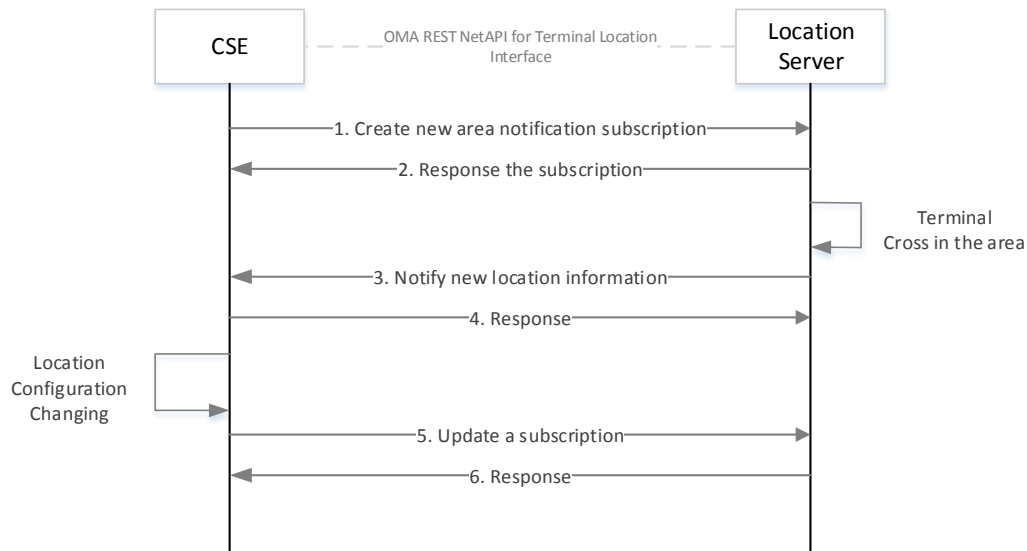 CSE
OMA REST NetAPI for Terminal Location
Interface
Location
Server
1. Create new area notification subscription
2. Response the subscription
Terminal
Cross in the area
3. Notify new location information
4. Response
Location
Configuration
Changing
5. Update a subscription
6. Response